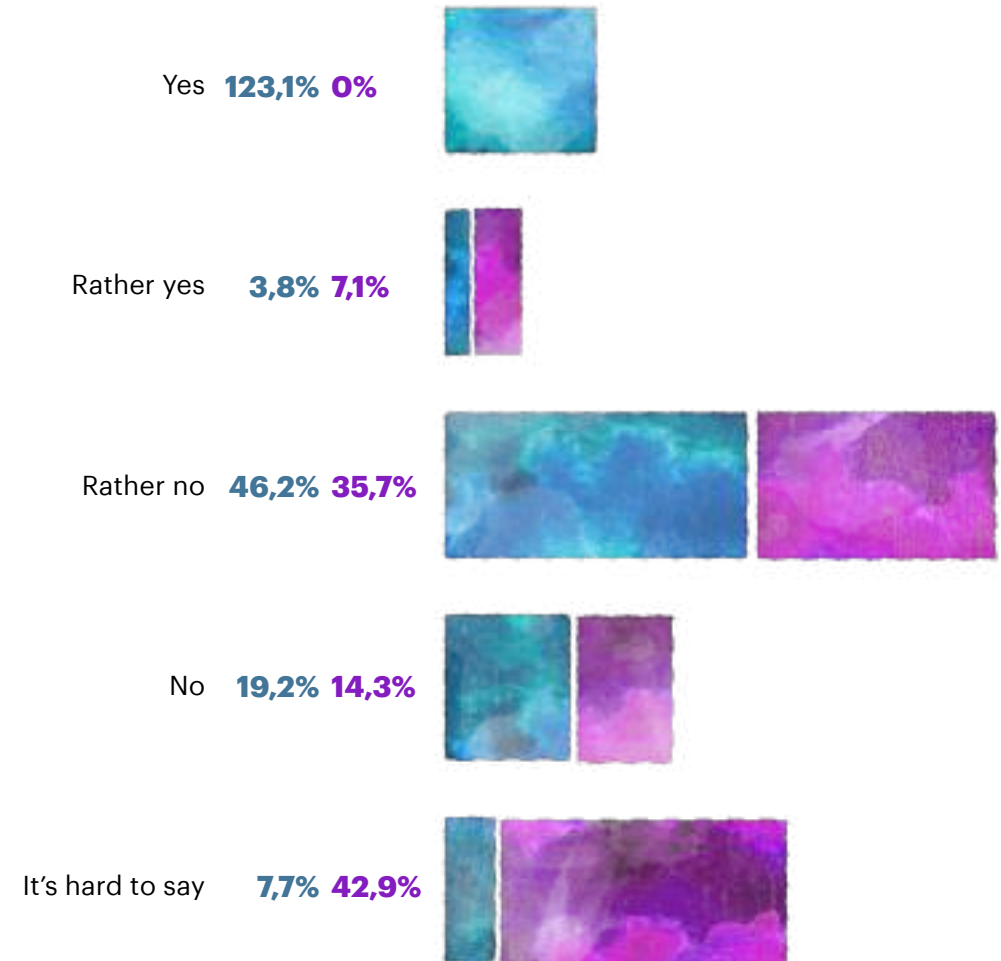 Yes 123,1% 0%
Rather yes 3,8% 7,1%
Rather no 46,2% 35,7%
No 19,2% 14,3%
It’s hard to say 7,7% 42,9%